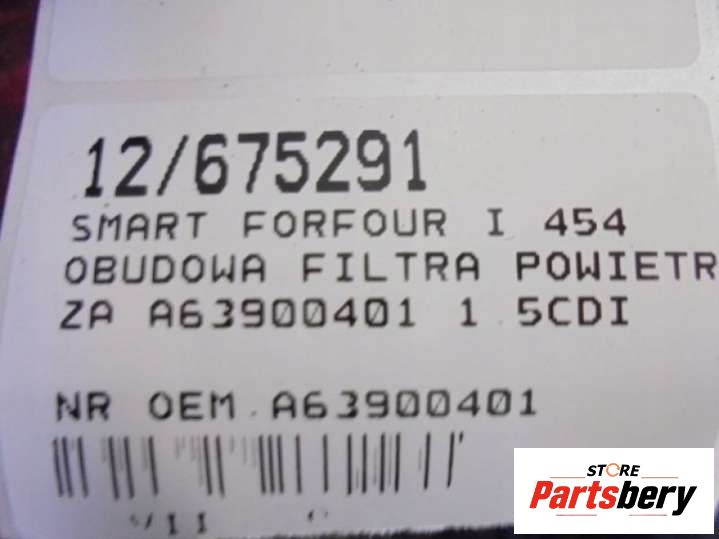 12/675291
SMART FORFOUR I 454
OBUDOWA FILTRA POWIETR
ZA A63900401 1 5CDI
NR OEM. A63900401
STORE
Partsbery